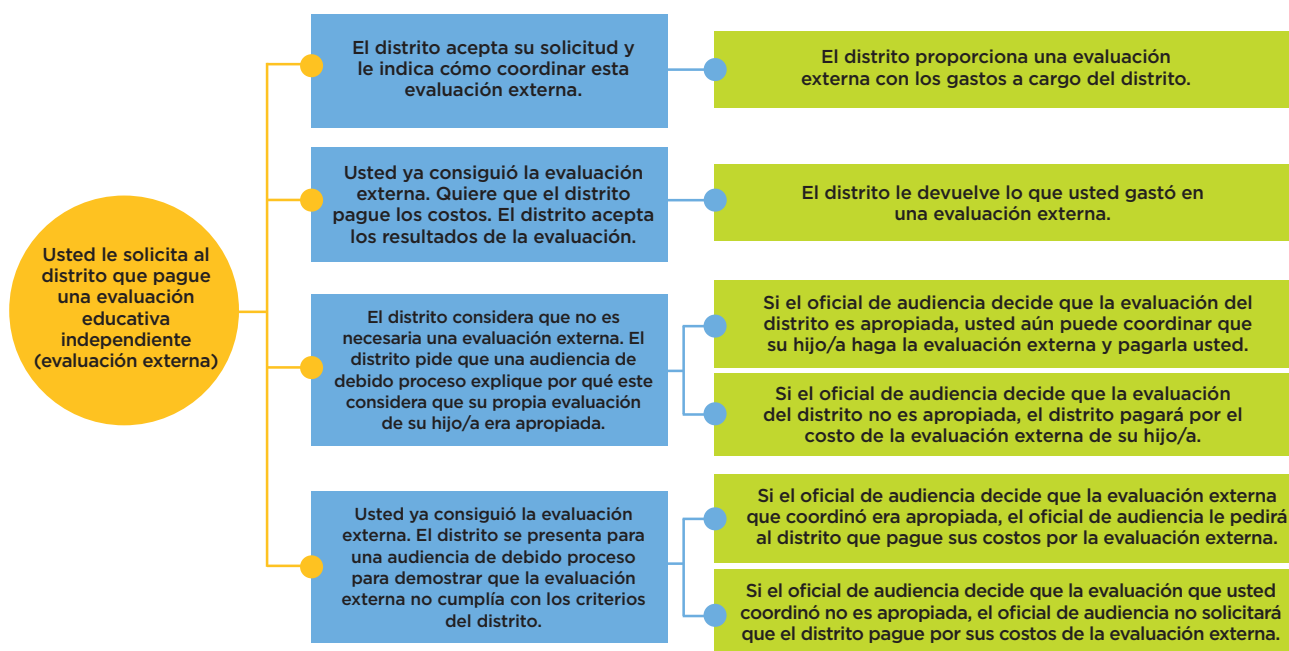 Usted le solicita al
distrito que pague
una evaluación
educativa
independiente
(evaluación externa)
El distrito acepta su solicitud y
le indica cómo coordinar esta
evaluación externa.
El distrito proporciona una evaluación
externa con los gastos a cargo del distrito.
Usted ya consiguió la evaluación
externa. Quiere que el distrito
pague los costos. El distrito acepta
los resultados de la evaluación.
El distrito le devuelve lo que usted gastó en
una evaluación externa.
El distrito considera que no es
necesaria una evaluación externa. El
distrito pide que una audiencia de
debido proceso explique por qué este
considera que su propia evaluación
de su hijo/a era apropiada.
Si el oficial de audiencia decide que la evaluación del
distrito es apropiada, usted aún puede coordinar que
su hijo/a haga la evaluación externa y pagarla usted.
Si el oficial de audiencia decide que la evaluación
del distrito no es apropiada, el distrito pagará por el
costo de la evaluación externa de su hijo/a.
Usted ya consiguió la evaluación
externa. El distrito se presenta para
una audiencia de debido proceso
para demostrar que la evaluación
externa no cumplía con los criterios
del distrito.
Si el oficial de audiencia decide que la evaluación externa
que coordinó era apropiada, el oficial de audiencia le pedirá
al distrito que pague sus costos por la evaluación externa.
Si el oficial de audiencia decide que la evaluación que usted
coordinó no es apropiada, el oficial de audiencia no solicitará
que el distrito pague por sus costos de la evaluación externa.